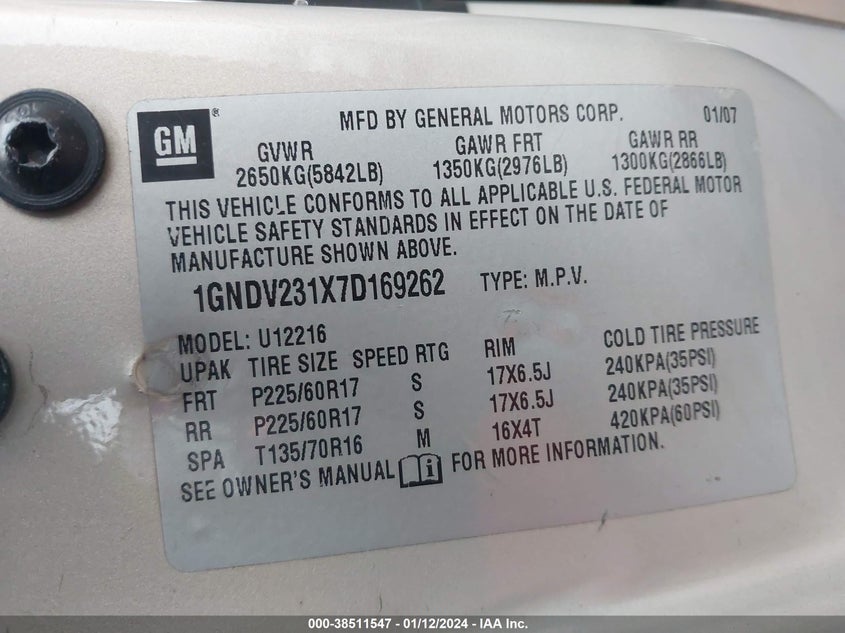 GM® MFD BY GENERAL MOTORS CORP. 01/07
GVWR GAWR FRT GAWR RR
2650KG(5842LB) 1350KG(2976LB) 1300KG(2866LB)
THIS VEHICLE CONFORMS TO ALL APPLICABLE U.S. FEDERAL MOTOR
VEHICLE SAFETY STANDARDS IN EFFECT ON THE DATE OF
MANUFACTURE SHOWN ABOVE.
1GNDV231X7D169262 TYPE: M.P.V.
MODEL: U12216
UPAK TIRE SIZE SPEED RTG RIM COLD TIRE PRESSURE
FRT P225/60R17 S 17X6.5J 240KPA(35PSI)
RR P225/60R17 S 17X6.5J 240KPA(35PSI)
SPA T135/70R16 M 16X4T 420KPA(60PSI)
SEE OWNER'S MANUAL i FOR MORE INFORMATION.
000-38511547 - 01/12/2024 - IAA Inc.